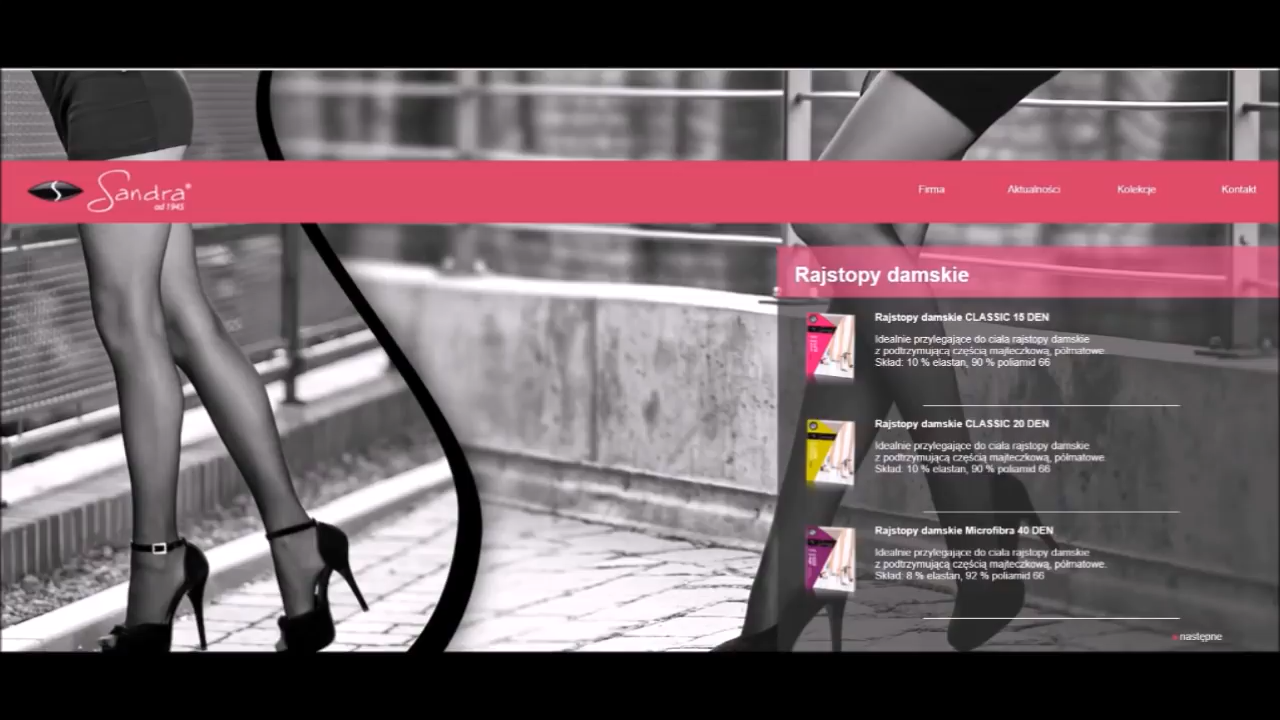 Sandra®
od 1945
Firma
Aktualności
Kolekcje
Kontakt
Rajstopy damskie
Rajstopy damskie CLASSIC 15 DEN
Idealnie przylegające do ciała rajstopy damskie
z podtrzymującą częścią majteczkową, półmatowe.
Skład: 10 % elastan, 90 % poliamid 66
Rajstopy damskie CLASSIC 20 DEN
Idealnie przylegające do ciała rajstopy damskie
z podtrzymującą częścią majteczkową, półmatowe.
Skład: 10 % elastan, 90 % poliamid 66
Rajstopy damskie Microfibra 40 DEN
Idealnie przylegające do ciała rajstopy damskie
z podtrzymującą częścią majteczkową, półmatowe.
Skład: 8 % elastan, 92 % poliamid 66
następne